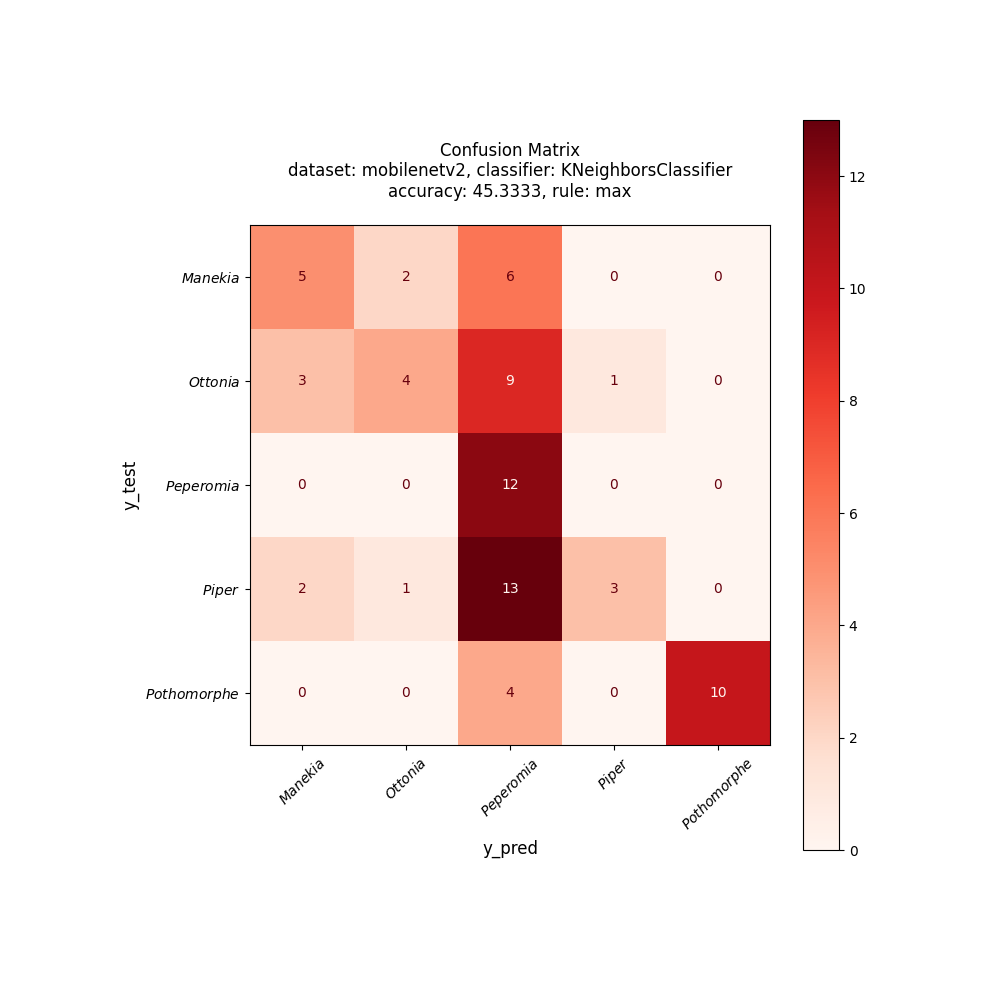 Confusion Matrix
dataset: mobilenetv2, classifier: KNeighborsClassifier
accuracy: 45.3333, rule: max
Manekia 5 2 6 0 0
Ottonia 3 4 9 1 0
Peperomia 0 0 12 0 0
Piper 2 1 13 3 0
Pothomorphe 0 0 4 0 10
y_test
Manekia Ottonia Peperomia Piper Pothomorphe
y_pred
12
10
8
6
4
2
0